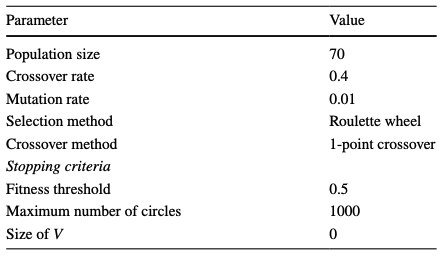 Parameter Value
Population size 70
Crossover rate 0.4
Mutation rate 0.01
Selection method Roulette wheel
Crossover method 1-point crossover
Stopping criteria
Fitness threshold 0.5
Maximum number of circles 1000
Size of V 0